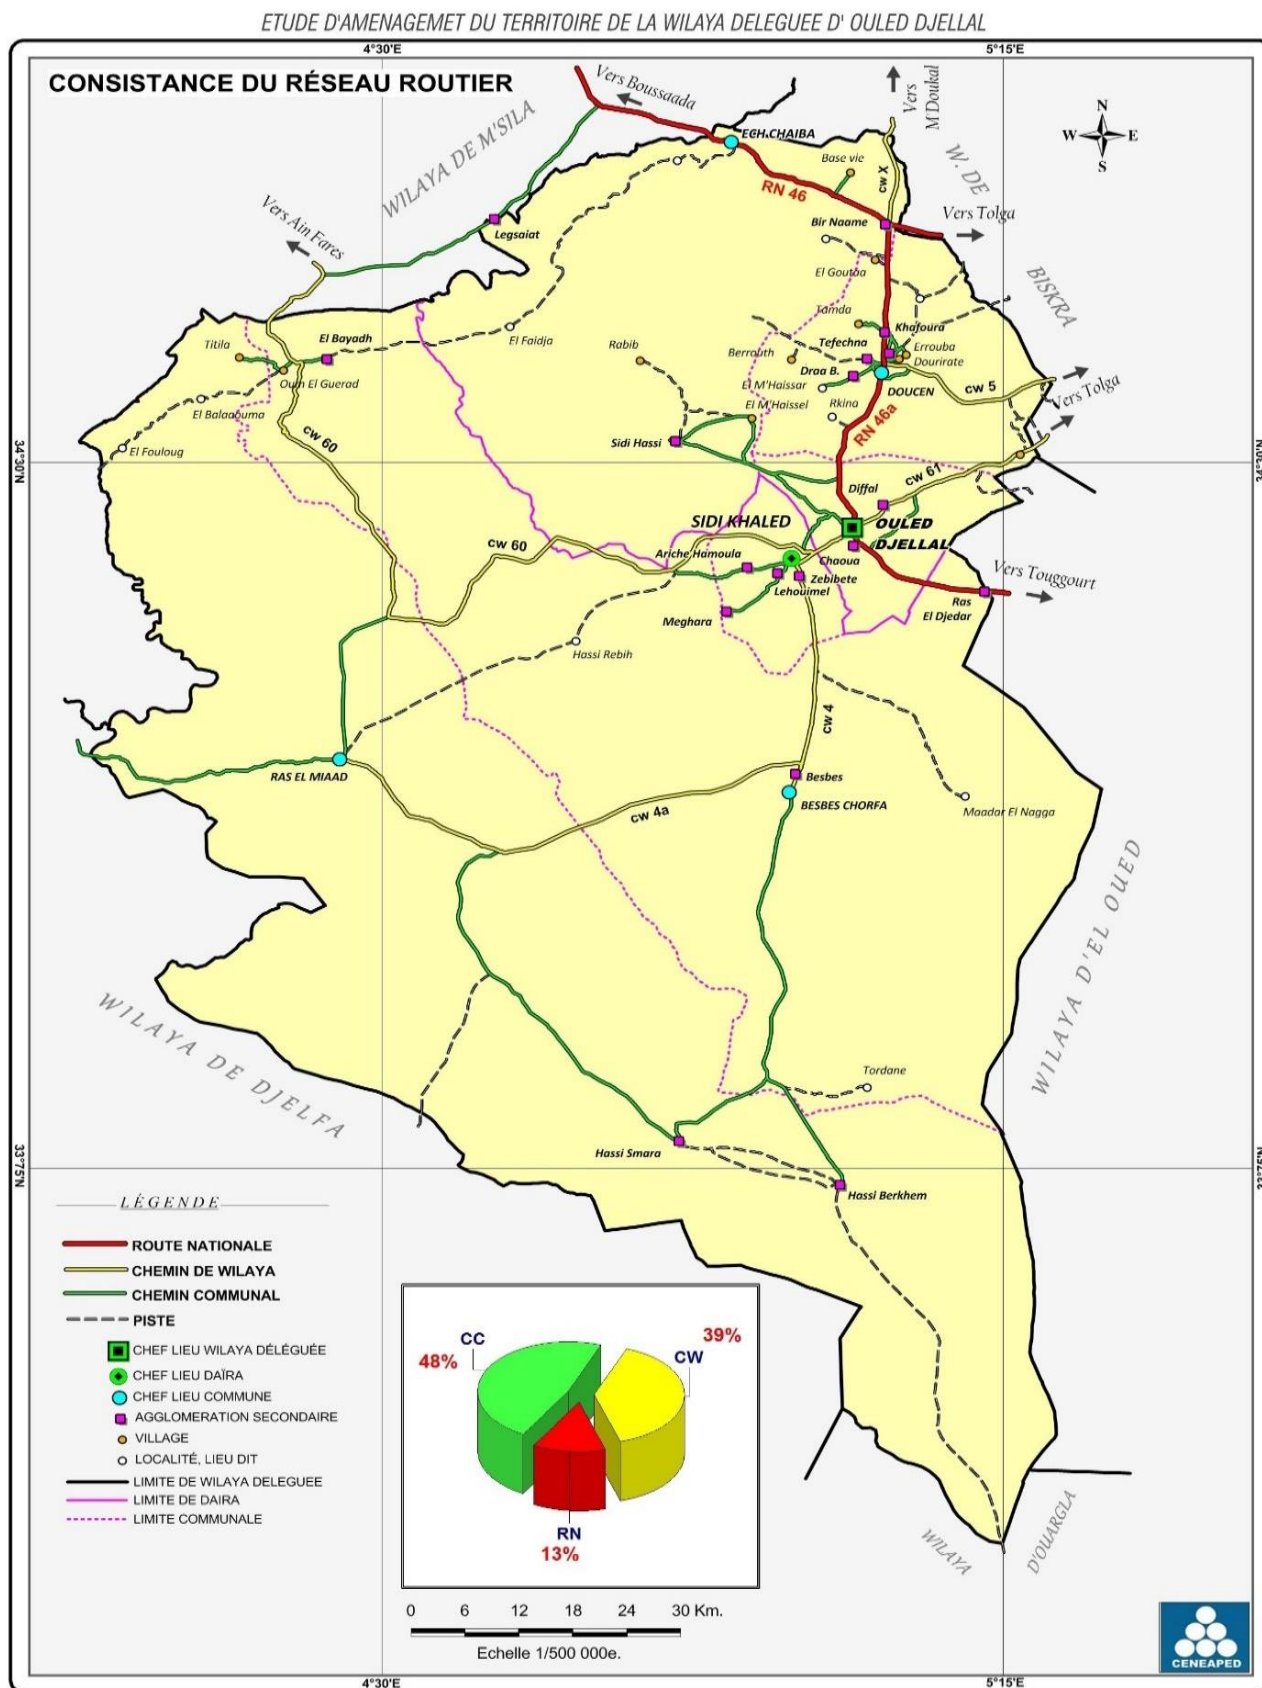 ETUDE D'AMENAGEMET DU TERRITOIRE DE LA WILAYA DELEGUEE D' OULED DJELLAL
4°30'E
5°15'E
CONSISTANCE DU RÉSEAU ROUTIER
Vers Boussaada
Vers
M'Doukal
N
W
E
S
WILAYA DE M'SILA
ECH CHAIBA
Base vie
CW X
W. DE
BISKRA
RN 46
Vers Tolga
Bir Naame
Legsaiat
Vers Ain Fares
El Goutaa
Tamda
Khafoura
El Faidja
El Bayadh
Titila
Rabib
Berrauth
Tefechna
Errouba
Dourirate
Oum El Guerad
Draa B.
El M'Haissar
DOUCEN
CW 5
Vers Tolga
El M'Haissel
Rkina
El Balaaouma
RN 46a
CW 60
Sidi Hassi
El Fouloug
34°30'N
34°30'N
CW 61
Diffal
SIDI KHALED
OULED
DJELLAL
CW 60
Ariche Hamoula
Chaoua
Zebibete
Lehouimel
Vers Touggourt
Ras
El Djedar
Meghara
Hassi Rebih
CW 4
RAS EL MIAAD
Besbes
BESBES CHORFA
CW 4a
Maadar El Nagga
WILAYA D'EL OUED
WILAYA DE DJELFA
Tordane
Hassi Smara
33°75'N
33°75'N
Hassi Berkhem
LÉGENDE
ROUTE NATIONALE
CHEMIN DE WILAYA
CHEMIN COMMUNAL
PISTE
CHEF LIEU WILAYA DÉLÉGUÉE
CHEF LIEU DAÏRA
CHEF LIEU COMMUNE
AGGLOMERATION SECONDAIRE
VILLAGE
LOCALITÉ, LIEU DIT
LIMITE DE WILAYA DELEGUEE
LIMITE DE DAIRA
LIMITE COMMUNALE
CC
48%
39%
CW
RN
13%
WILAYA
D'OUARGLA
0 6 12 18 24 30 Km.
Echelle 1/500 000e.
CENEAPED
4°30'E
5°15'E